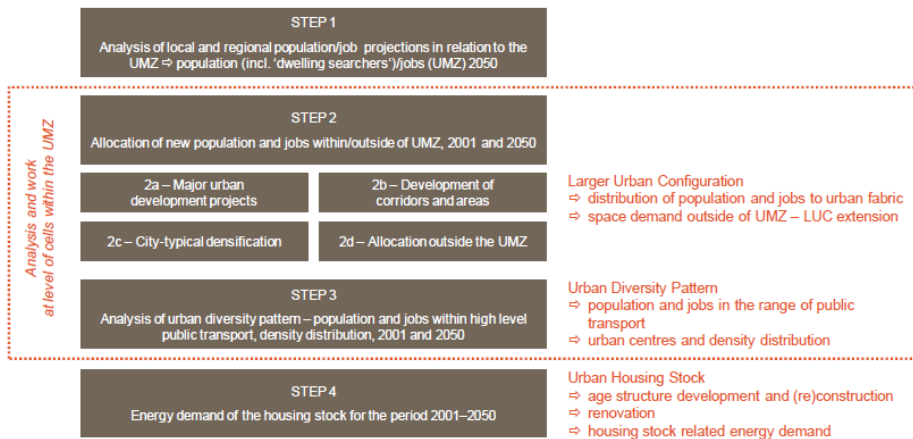 STEP 1
Analysis of local and regional population/job projections in relation to the
UMZ ⇨ population (incl. ‘dwelling searchers‘)/jobs (UMZ) 2050
Analysis and work
at level of cells within the UMZ
STEP 2
Allocation of new population and jobs within/outside of UMZ, 2001 and 2050
2a – Major urban
development projects
2b – Development of
corridors and areas
2c – City-typical densification
2d – Allocation outside the UMZ
Larger Urban Configuration
⇨ distribution of population and jobs to urban fabric
⇨ space demand outside of UMZ – LUC extension
STEP 3
Analysis of urban diversity pattern – population and jobs within high level
public transport, density distribution, 2001 and 2050
Urban Diversity Pattern
⇨ population and jobs in the range of public
transport
⇨ urban centres and density distribution
STEP 4
Energy demand of the housing stock for the period 2001–2050
Urban Housing Stock
⇨ age structure development and (re)construction
⇨ renovation
⇨ housing stock related energy demand